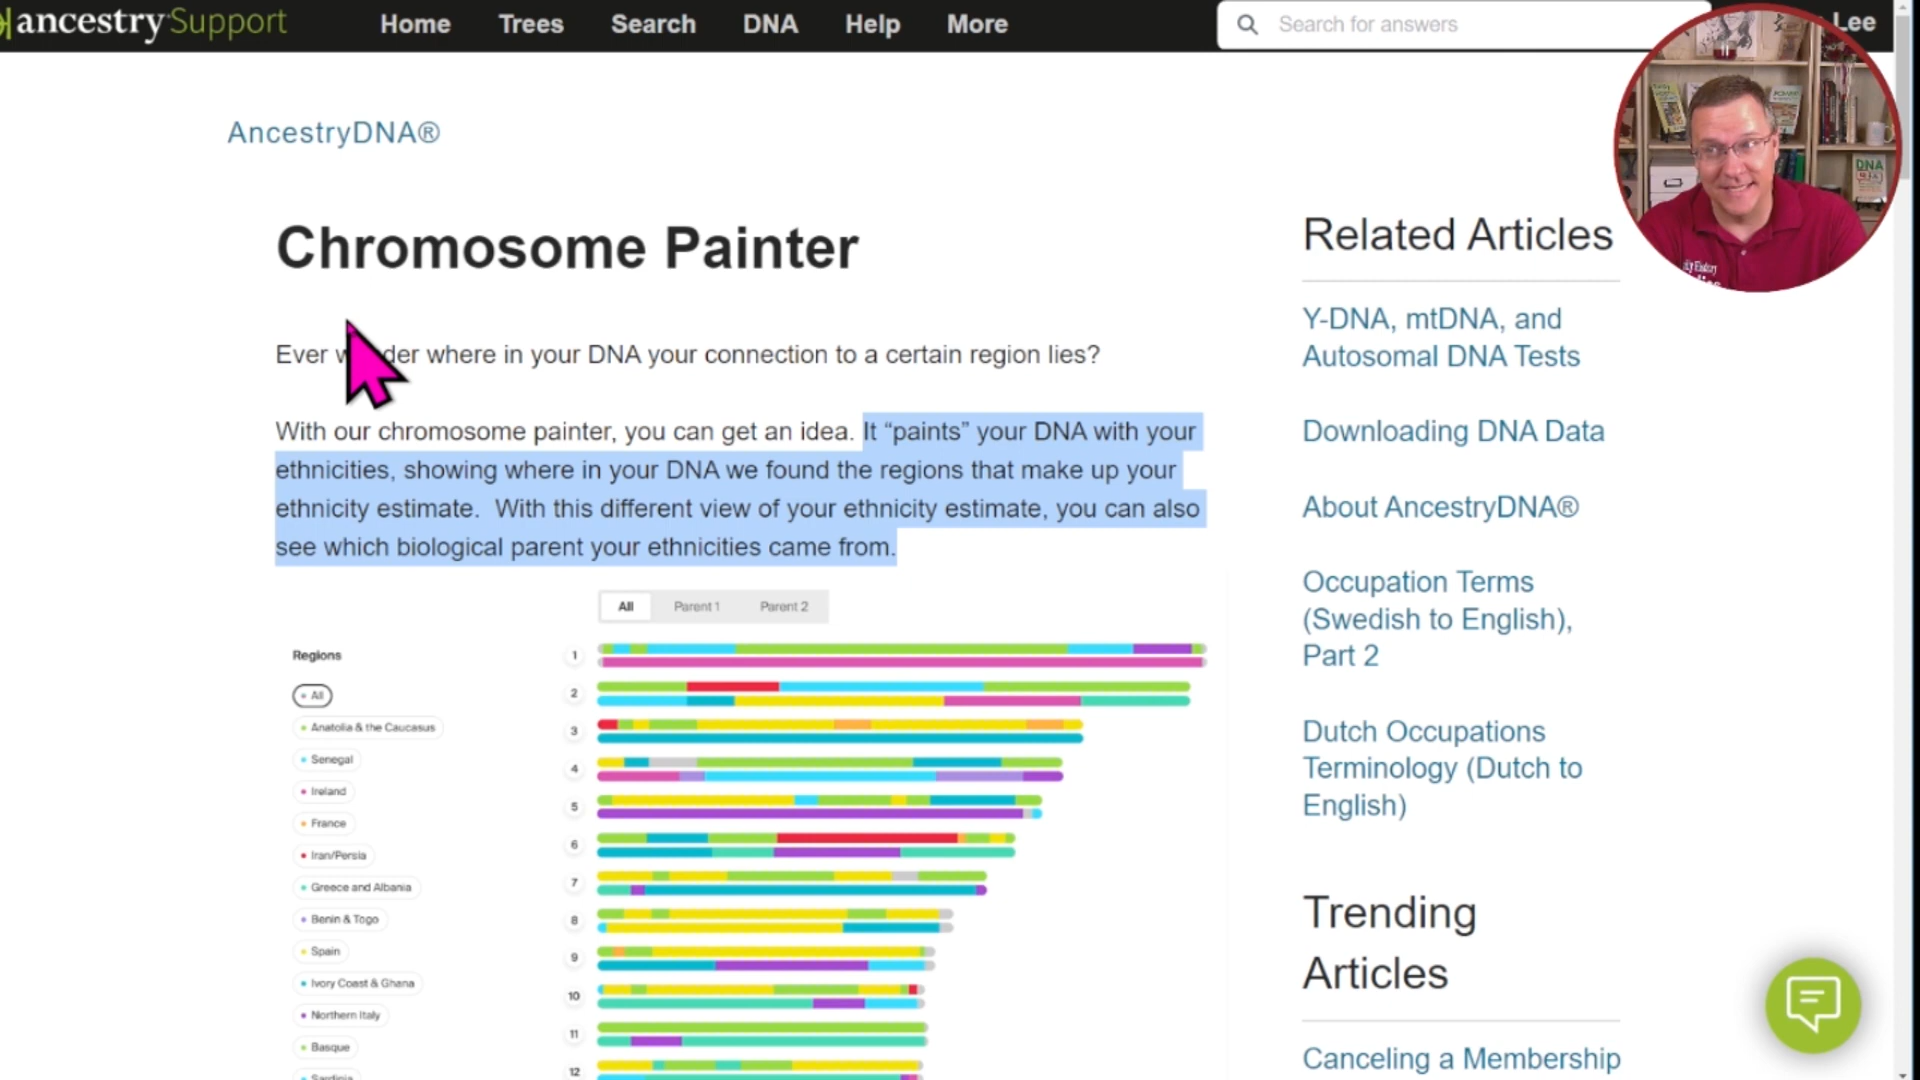 ancestry Support
Home Trees Search DNA Help More
Search for answers
Lee
AncestryDNA®
Chromosome Painter
Ever der where in your DNA your connection to a certain region lies?
With our chromosome painter, you can get an idea. It “paints” your DNA with your
ethnicities, showing where in your DNA we found the regions that make up your
ethnicity estimate. With this different view of your ethnicity estimate, you can also
see which biological parent your ethnicities came from.
All Parent 1 Parent 2
Regions
All
Anatolia & the Caucasus
Senegal
Ireland
France
Iran/Persia
Greece and Albania
Benin & Togo
Spain
Ivory Coast & Ghana
Northern Italy
Basque
Sardinia
1
2
3
4
5
6
7
8
9
10
11
12
Related Articles
Y-DNA, mtDNA, and
Autosomal DNA Tests
Downloading DNA Data
About AncestryDNA®
Occupation Terms
(Swedish to English),
Part 2
Dutch Occupations
Terminology (Dutch to
English)
Trending
Articles
Canceling a Membership
DNA